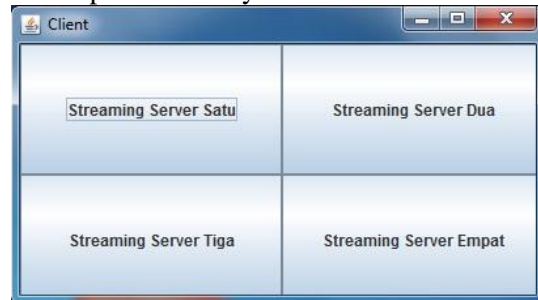 Client
Streaming Server Satu
Streaming Server Dua
Streaming Server Tiga
Streaming Server Empat